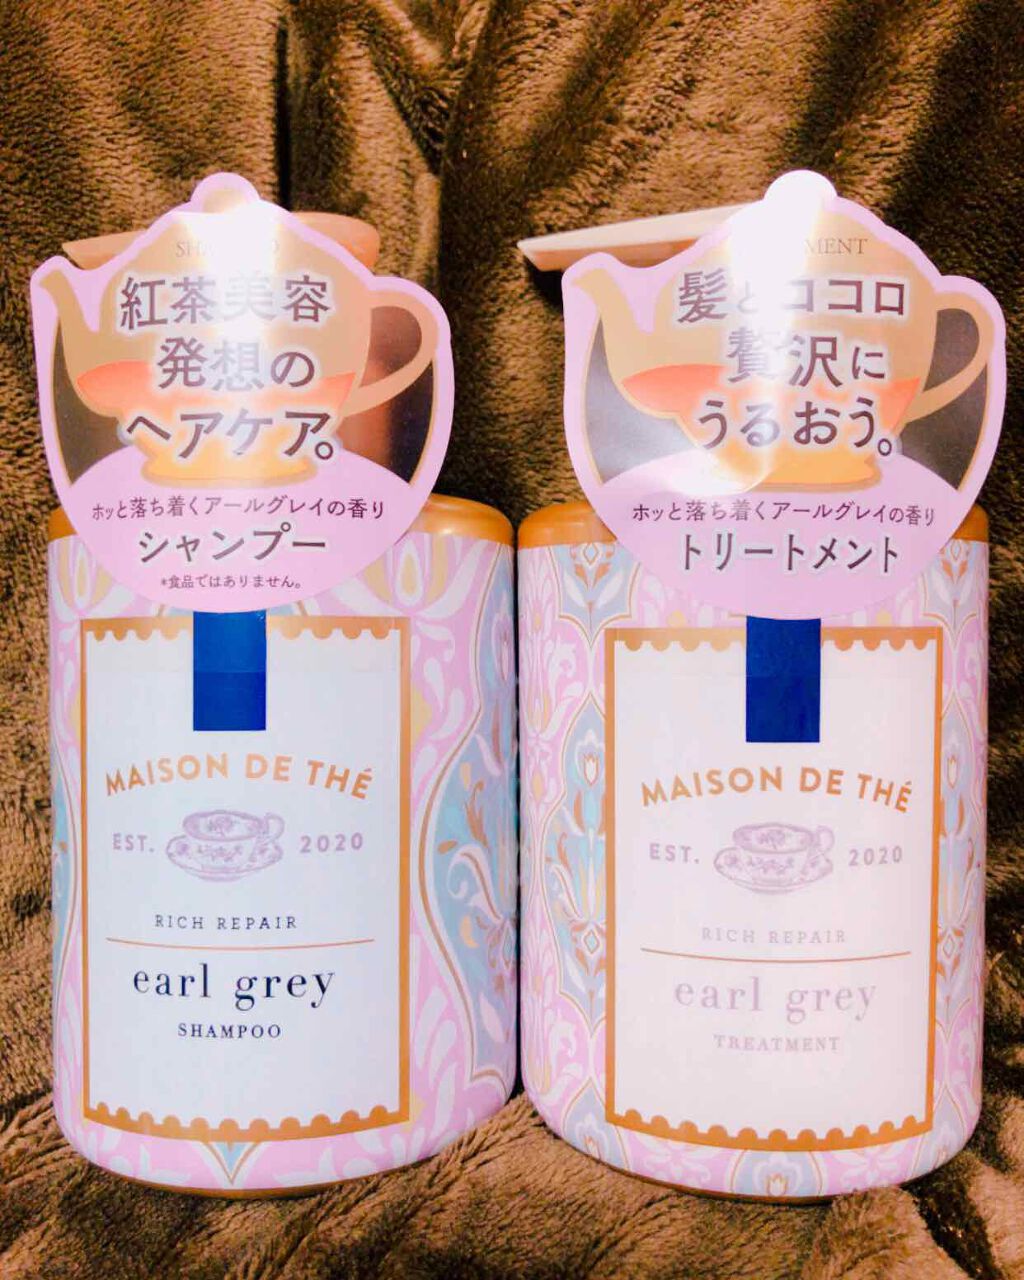 紅茶美容
発想の
ヘアケア。
ホッと落ち着くアールグレイの香り
シャンプー
*食品ではありません。
MAISON DE THÉ
EST. 2020
RICH REPAIR
earl grey
SHAMPOO
髪とココロ
贅沢に
うるおう。
ホッと落ち着くアールグレイの香り
トリートメント
MAISON DE THÉ
EST. 2020
RICH REPAIR
earl grey
TREATMENT